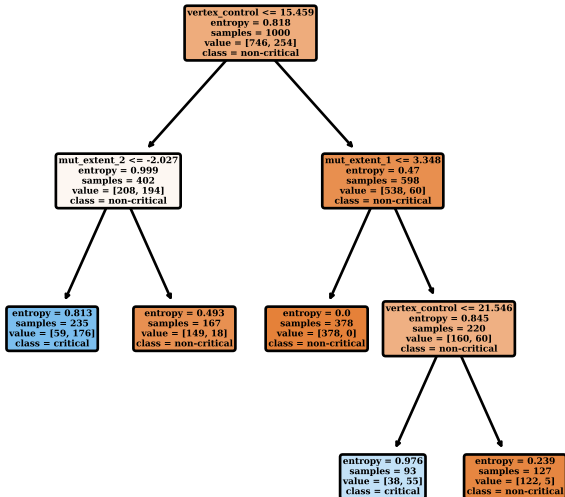 vertex_control <= 15.459
entropy = 0.818
samples = 1000
value = [746, 254]
class = non-critical
mut_extent_2 <= -2.027
entropy = 0.999
samples = 402
value = [208, 194]
class = non-critical
mut_extent_1 <= 3.348
entropy = 0.47
samples = 598
value = [538, 60]
class = non-critical
entropy = 0.813
samples = 235
value = [59, 176]
class = critical
entropy = 0.493
samples = 167
value = [149, 18]
class = non-critical
entropy = 0.0
samples = 378
value = [378, 0]
class = non-critical
vertex_control <= 21.546
entropy = 0.845
samples = 220
value = [160, 60]
class = non-critical
entropy = 0.976
samples = 93
value = [38, 55]
class = critical
entropy = 0.239
samples = 127
value = [122, 5]
class = non-critical